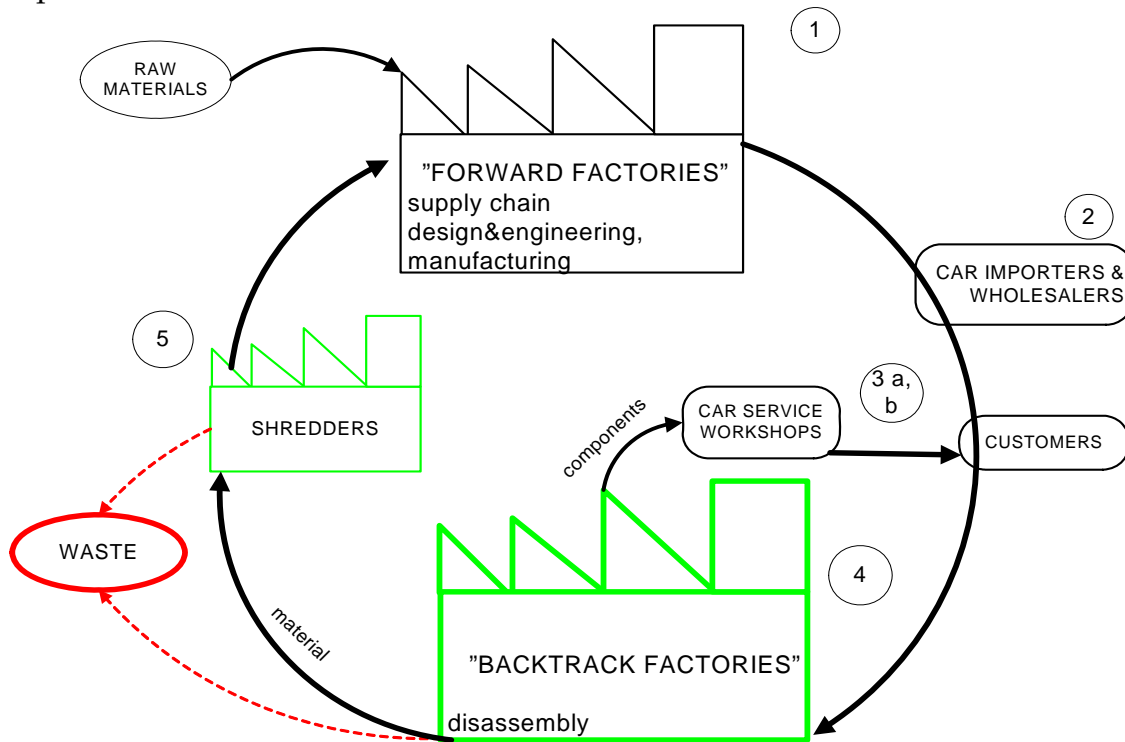 1
RAW
MATERIALS
"FORWARD FACTORIES"
supply chain
design&engineering,
manufacturing
2
CAR IMPORTERS &
WHOLESALERS
5
3 a,
b
SHREDDERS
components
CAR SERVICE
WORKSHOPS
CUSTOMERS
WASTE
4
material
"BACKTRACK FACTORIES"
disassembly